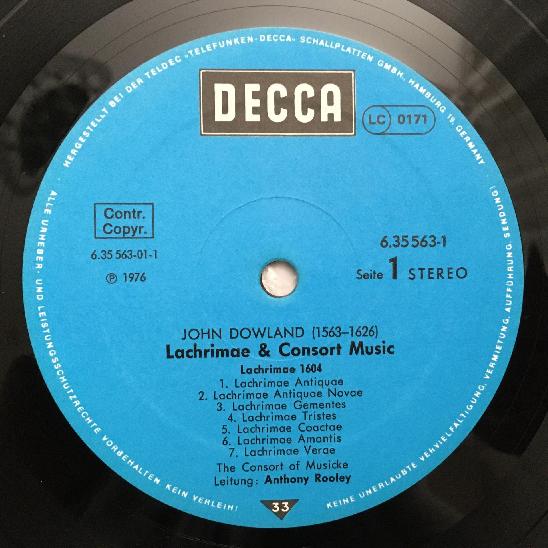 HERGESTELLT BEI DER TELDEC »TELEFUNKEN-DECCA« SCHALLPLATTEN GMBH., HAMBURG 19, GERMANY
DECCA
LC 0171
Contr.
Copyr.
6.35 563-01-1
℗ 1976
6.35 563-1
Seite 1 STEREO
JOHN DOWLAND (1563–1626)
Lachrimae & Consort Music
Lachrimae 1604
1. Lachrimae Antiquae
2. Lachrimae Antiquae Novae
3. Lachrimae Gementes
4. Lachrimae Tristes
5. Lachrimae Coactae
6. Lachrimae Amantis
7. Lachrimae Verae
The Consort of Musicke
Leitung: Anthony Rooley
33
ALLE URHEBER- UND LEISTUNGSSCHUTZRECHTE VORBEHALTEN KEIN VERLEIH!
KEINE UNERLAUBTE VERVIELFÄLTIGUNG, VERMIETUNG, AUFFÜHRUNG, SENDUNG!